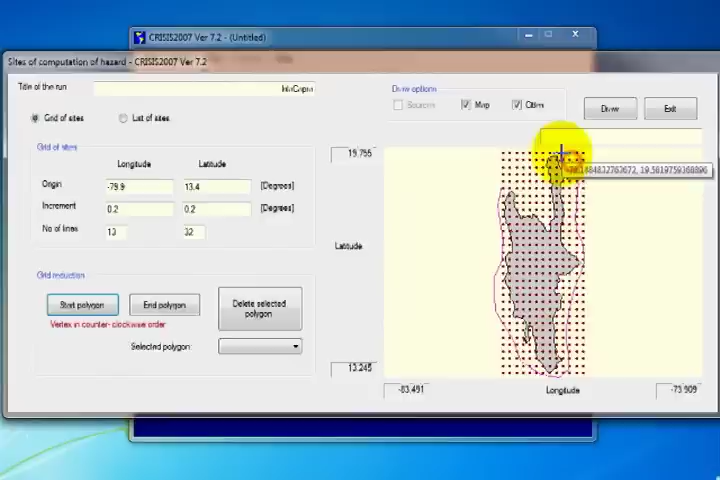 CRISIS2007 Ver 7.2 - (Untitled)
Sites of computation of hazard - CRISIS2007 Ver 7.2
Title of the run
Draw options
Map
Draw
Exit
Grid of sites
List of sites
Grid of sites
Longitude
Latitude
Origin
-79.9
13.4
[Degrees]
Increment
0.2
0.2
[Degrees]
No of lines
13
32
19.755
Latitude
13.245
-83.491
Longitude
-73.909
Grid reduction
Start polygon
End polygon
Delete selected
polygon
Vertex in counter- clockwise order
Selected polygon: